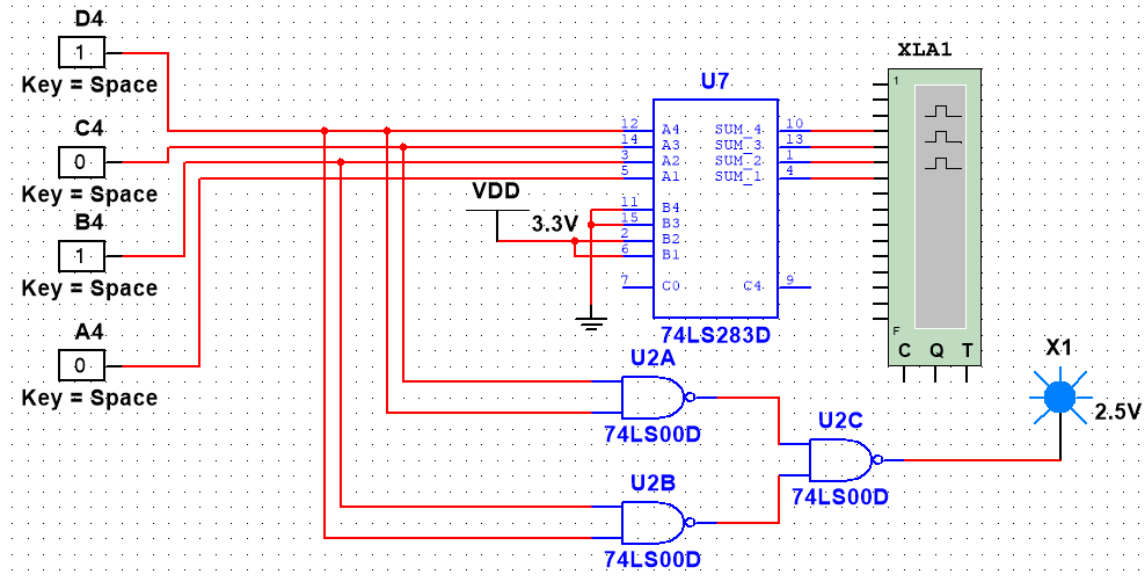 D4
1
Key = Space
C4
0
Key = Space
B4
1
Key = Space
A4
0
Key = Space
VDD
3.3V
U7
12 A4 SUM_4 10
14 A3 SUM_3 13
3 A2 SUM_2 1
5 A1 SUM_1 4
11 B4
15 B3
2 B2
6 B1
7 C0 C4 9
74LS283D
XLA1
1
F
C Q T
U2A
74LS00D
U2B
74LS00D
U2C
74LS00D
X1
2.5V